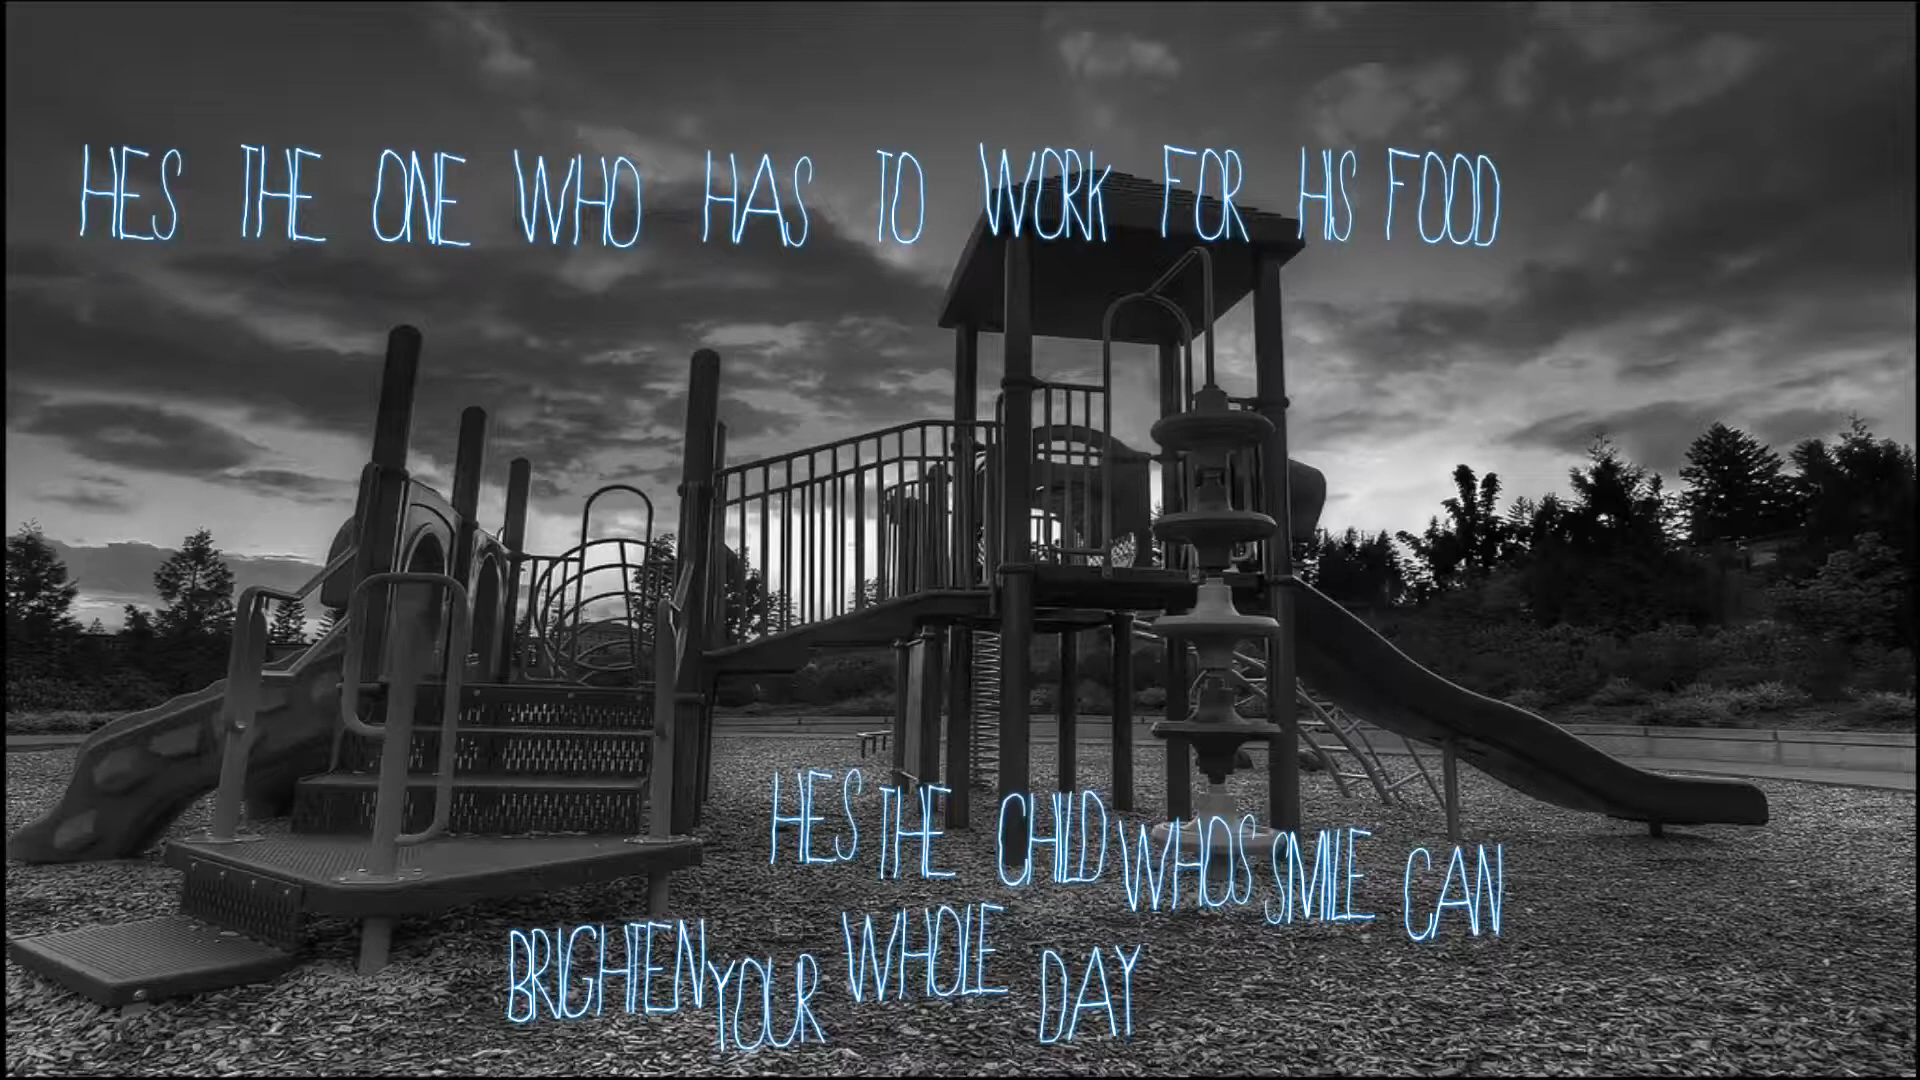 HES THE ONE WHO HAS TO WORK FOR HIS FOOD
HES THE CHILD WHOS SMILE CAN
BRIGHTEN YOUR WHOLE DAY